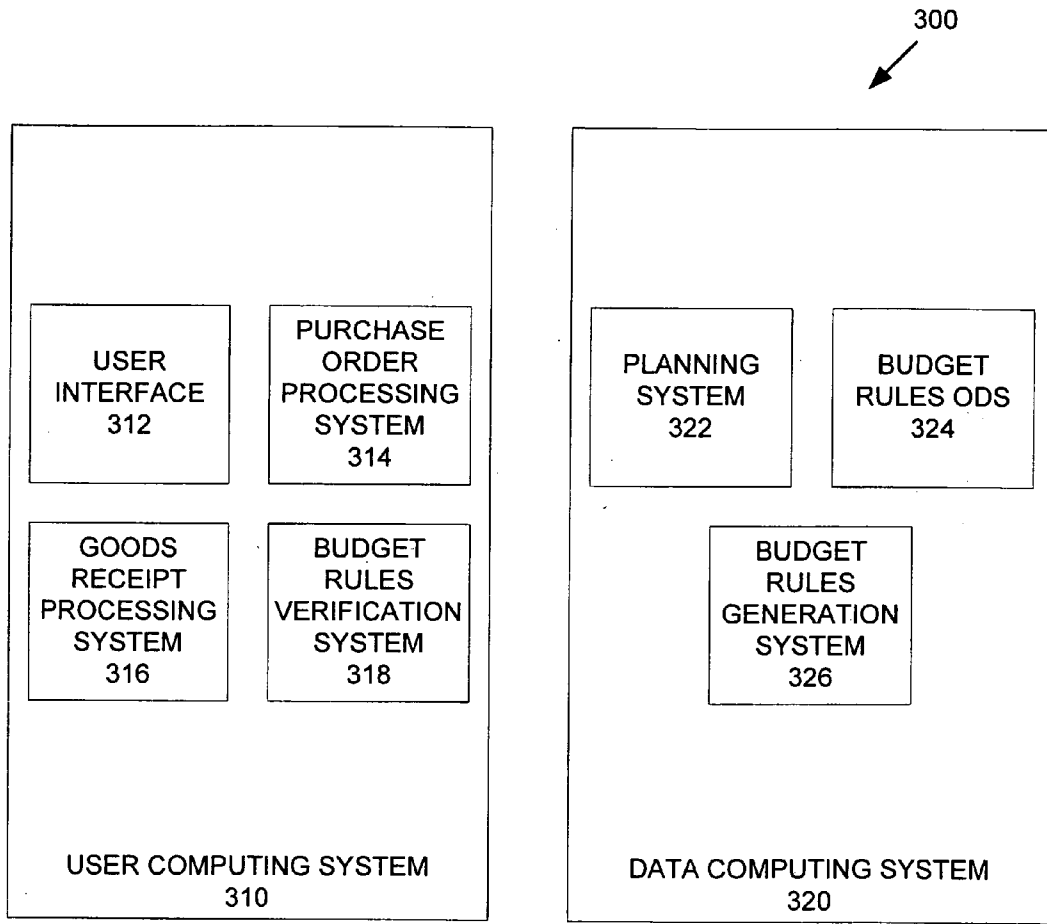 300
USER
INTERFACE
312
PURCHASE
ORDER
PROCESSING
SYSTEM
314
GOODS
RECEIPT
PROCESSING
SYSTEM
316
BUDGET
RULES
VERIFICATION
SYSTEM
318
USER COMPUTING SYSTEM
310
PLANNING
SYSTEM
322
BUDGET
RULES ODS
324
BUDGET
RULES
GENERATION
SYSTEM
326
DATA COMPUTING SYSTEM
320